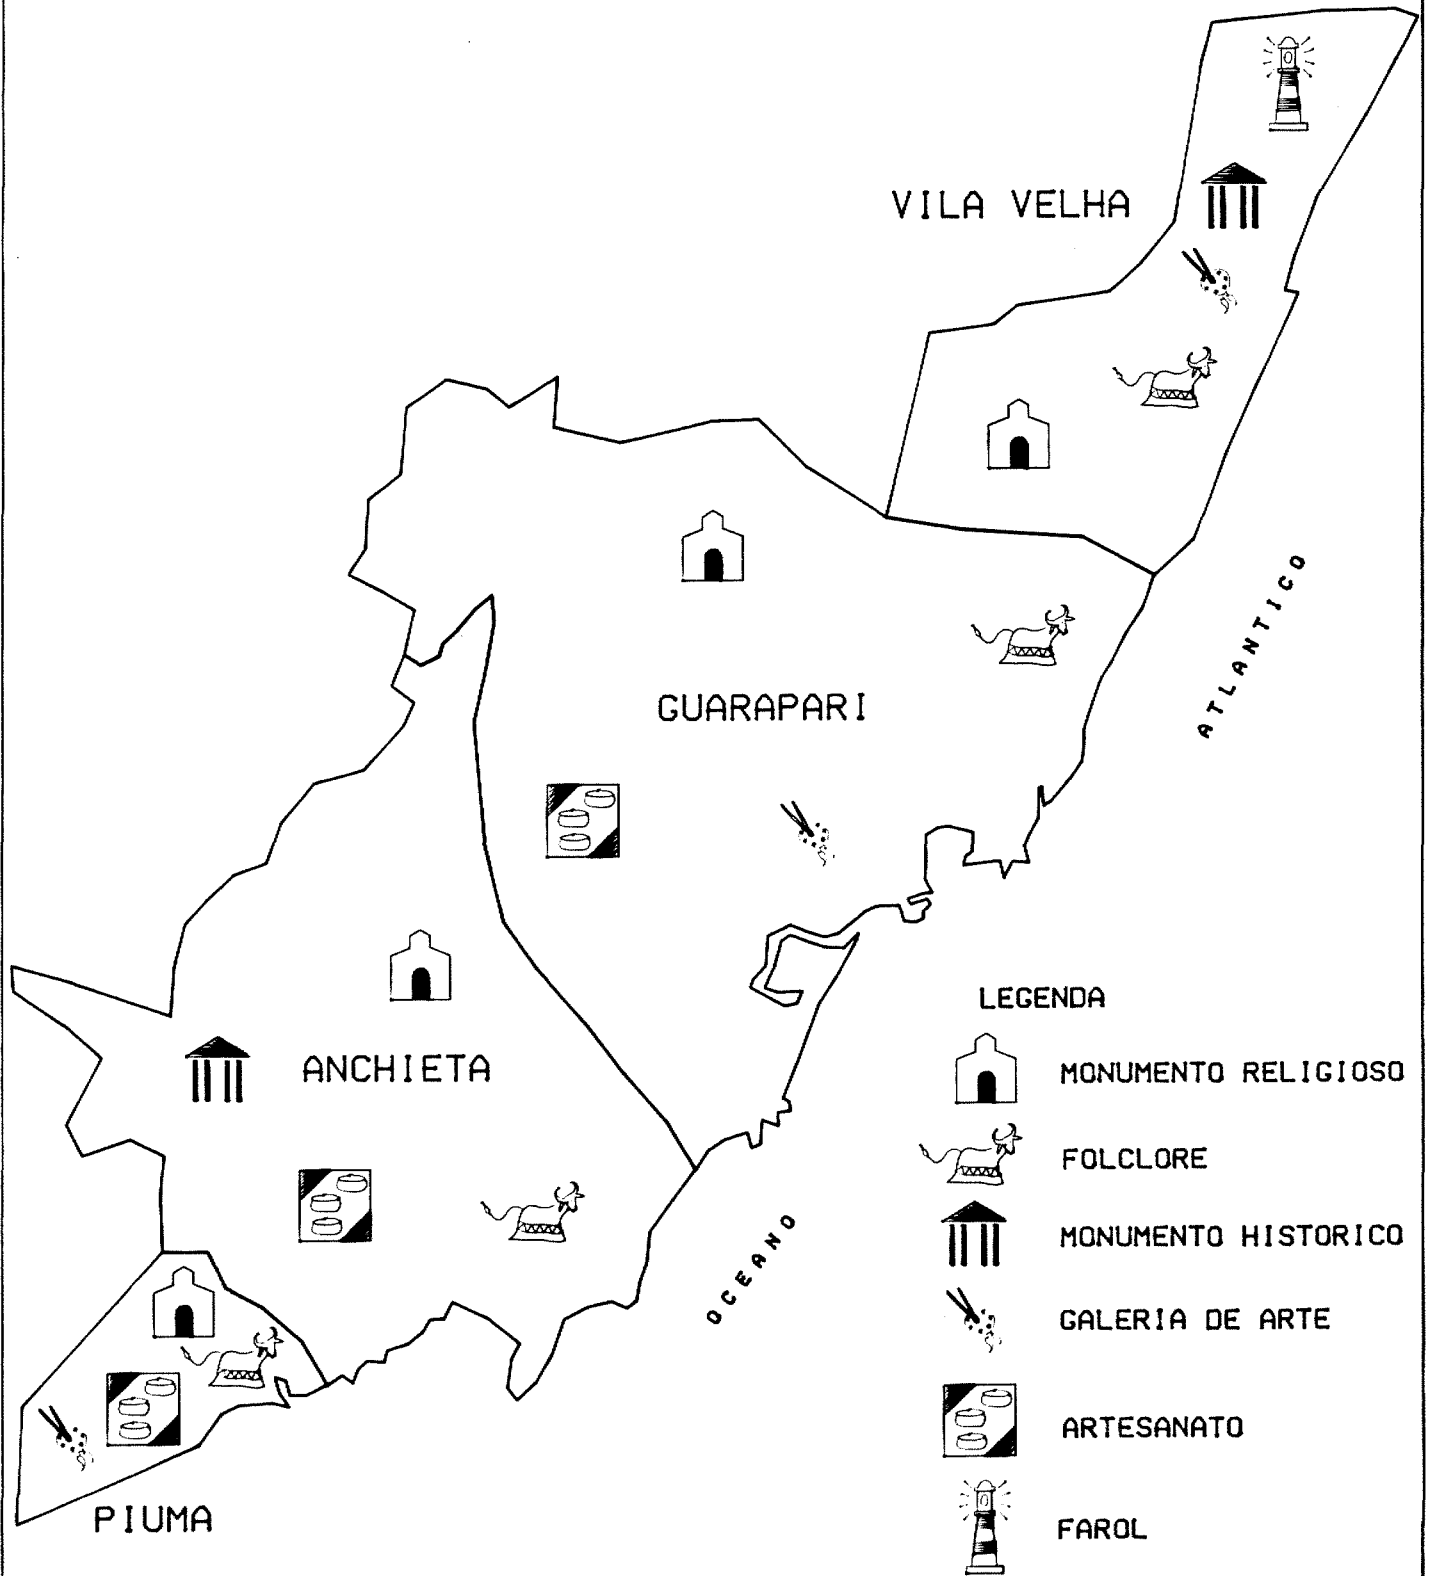 VILA VELHA
ATLANTICO
GUARAPARI
LEGENDA
ANCHIETA
MONUMENTO RELIGIOSO
FOLCLORE
OCEANO
MONUMENTO HISTORICO
GALERIA DE ARTE
ARTESANATO
PIUMA
FAROL